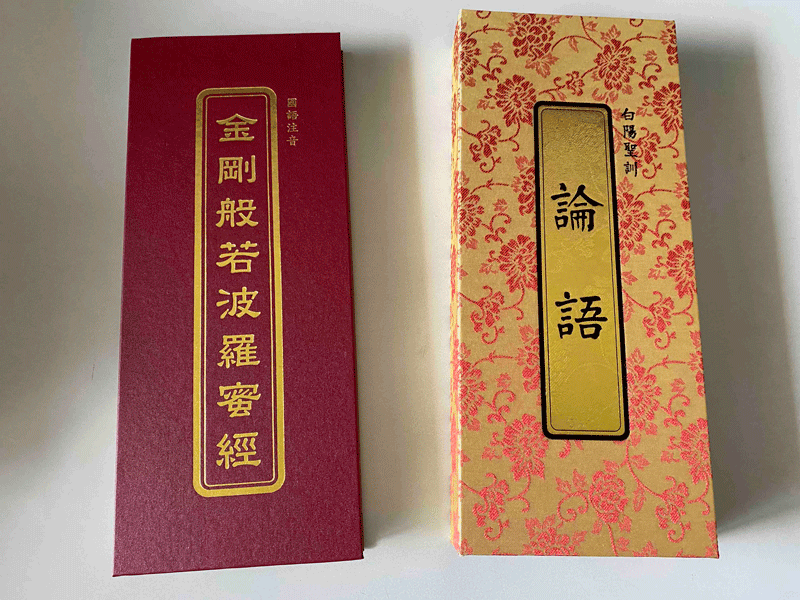 國語注音
金剛般若波羅蜜經
白陽聖訓
論語